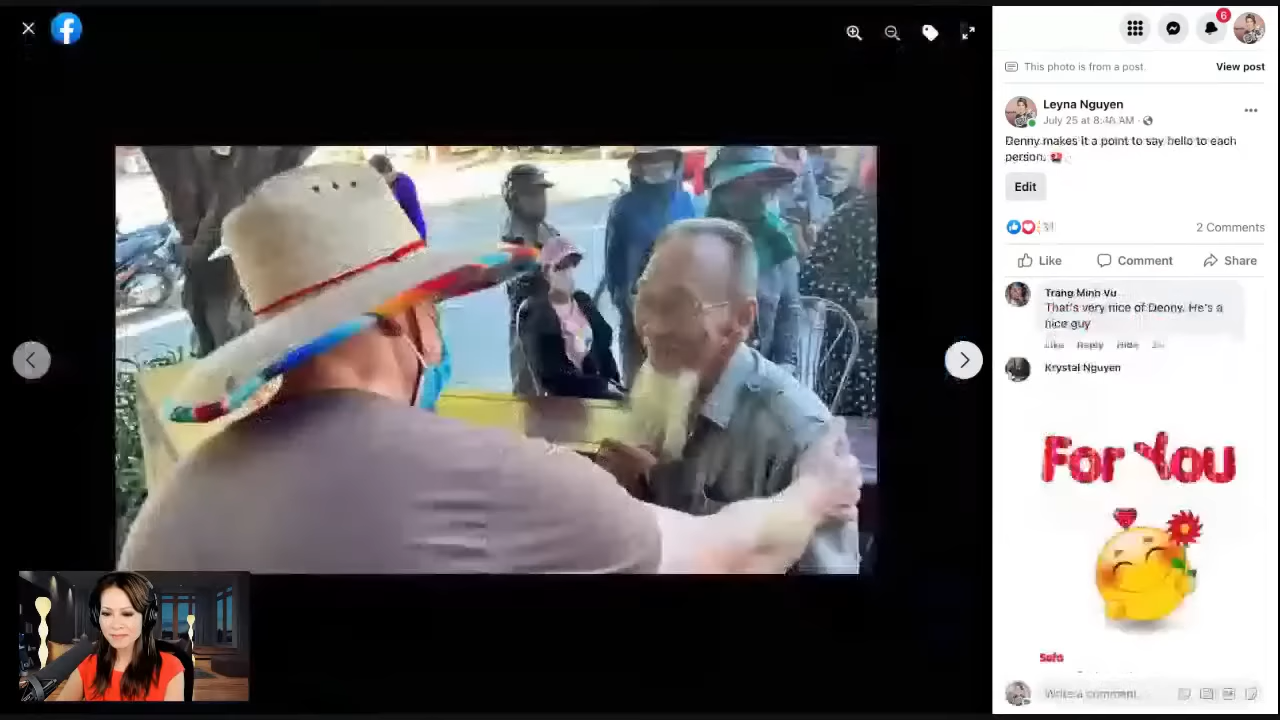 This photo is from a post.
View post
6
Leyna Nguyen
July 25 at 8:46 AM
Denny makes it a point to say hello to each
person.
Edit
2 Comments
Like
Comment
Share
Trang Minh Vu
That's very nice of Denny. He's a
nice guy
Like Reply Hide
Krystal Nguyen
For You
Write a comment...